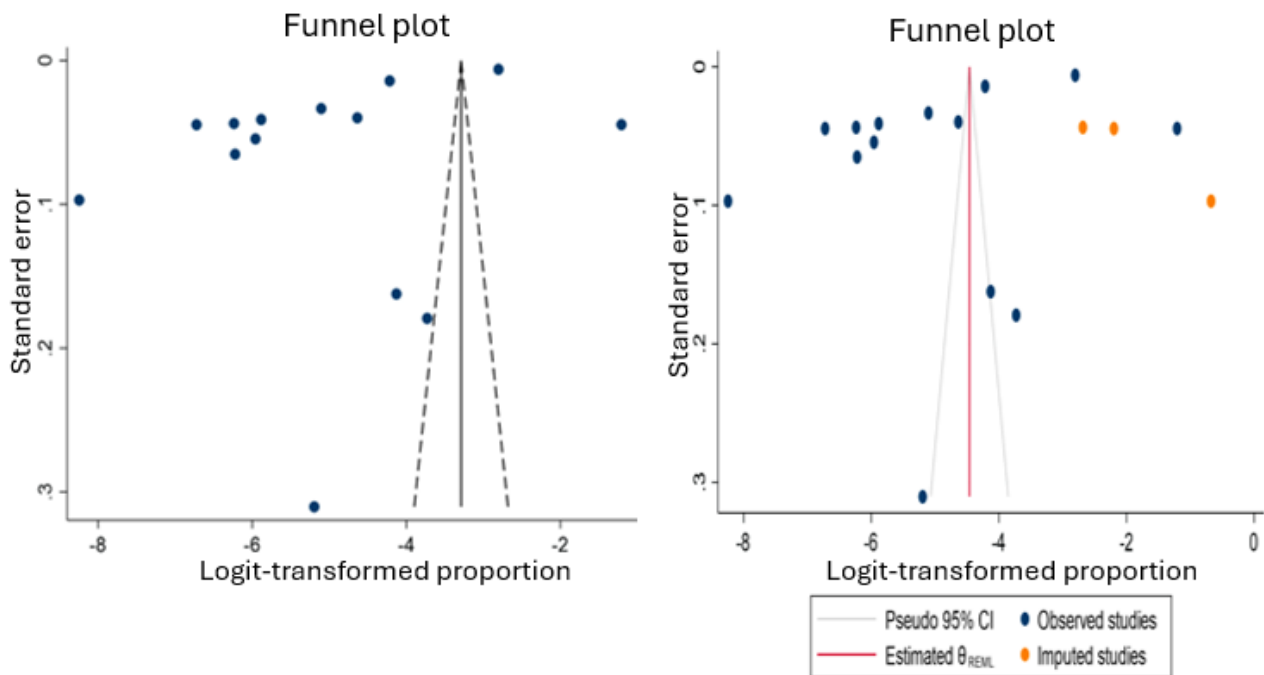 Funnel plot
0
.1
.2
.3
Standard error
-8
-6
-4
-2
Logit-transformed proportion
Funnel plot
0
.1
.2
.3
Standard error
-8
-6
-4
-2
0
Logit-transformed proportion
Pseudo 95% CI
Observed studies
Estimated θREML
Imputed studies